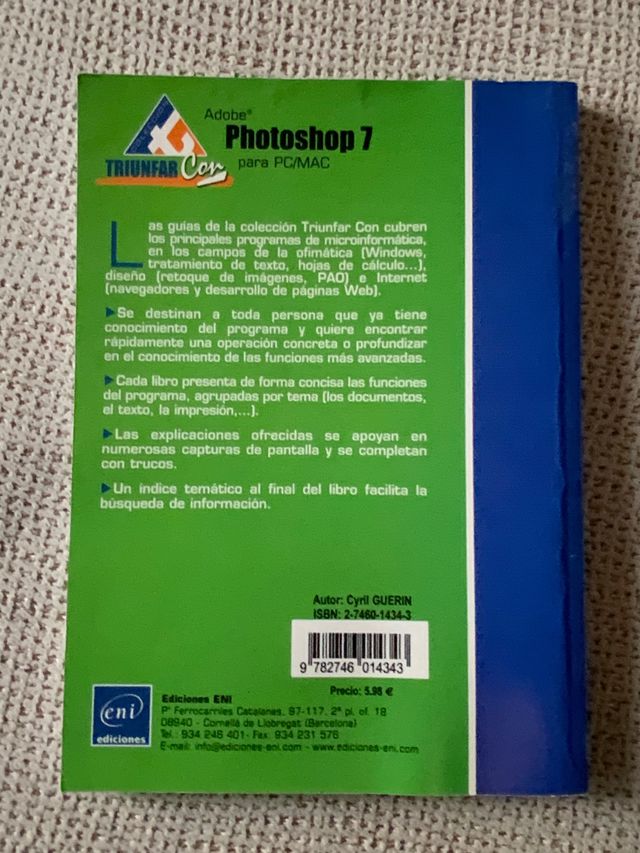 Adobe®
Photoshop 7
para PC/MAC
TRIUNFAR Con
Las guías de la colección Triunfar Con cubren
los principales programas de microinformática,
en los campos de la ofimática (Windows,
tratamiento de texto, hojas de cálculo...),
diseño (retoque de imágenes, PAO) e Internet
(navegadores y desarrollo de páginas Web).
Se destinan a toda persona que ya tiene
conocimiento del programa y quiere encontrar
rápidamente una operación concreta o profundizar
en el conocimiento de las funciones más avanzadas.
Cada libro presenta de forma concisa las funciones
del programa, agrupadas por tema (los documentos,
el texto, la impresión,...).
Las explicaciones ofrecidas se apoyan en
numerosas capturas de pantalla y se completan
con trucos.
Un índice temático al final del libro facilita la
búsqueda de información.
Autor: Cyril GUERIN
ISBN: 2-7460-1434-3
9 782746 014343
Precio: 5.98 €
eni
ediciones
Ediciones ENI
Pº Ferrocarriles Catalanes, 97-117, 2ª pl. of. 18
08940 - Cornellá de Llobregat (Barcelona)
Tel.: 934 246 401- Fax: 934 231 576
E-mail: info@ediciones-eni.com - www.ediciones-eni.com